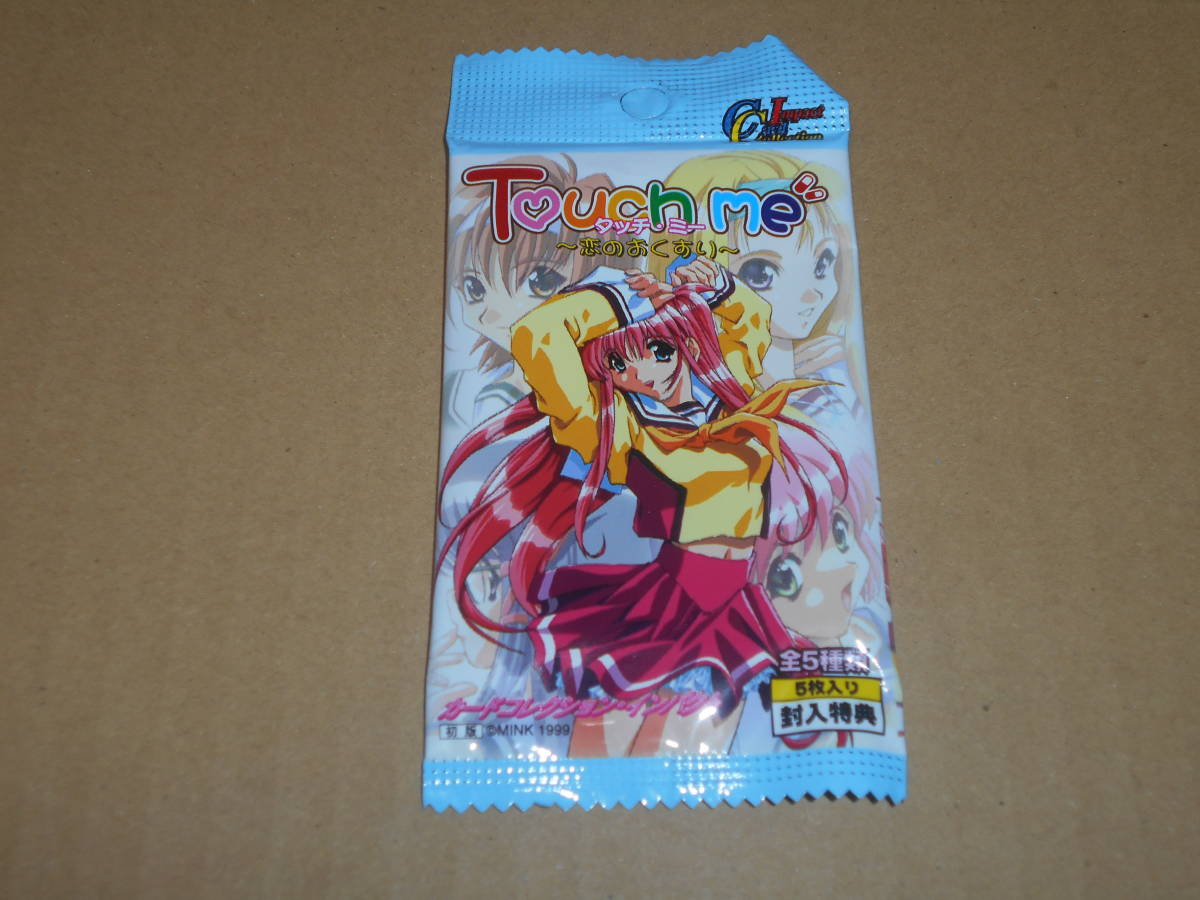 Impact
Card
Collection
Touch me
タッチ・ミー
～恋のおくすり～
全5種類
5枚入り
封入特典
カードコレクション・インパクト
初版 ©MINK 1999